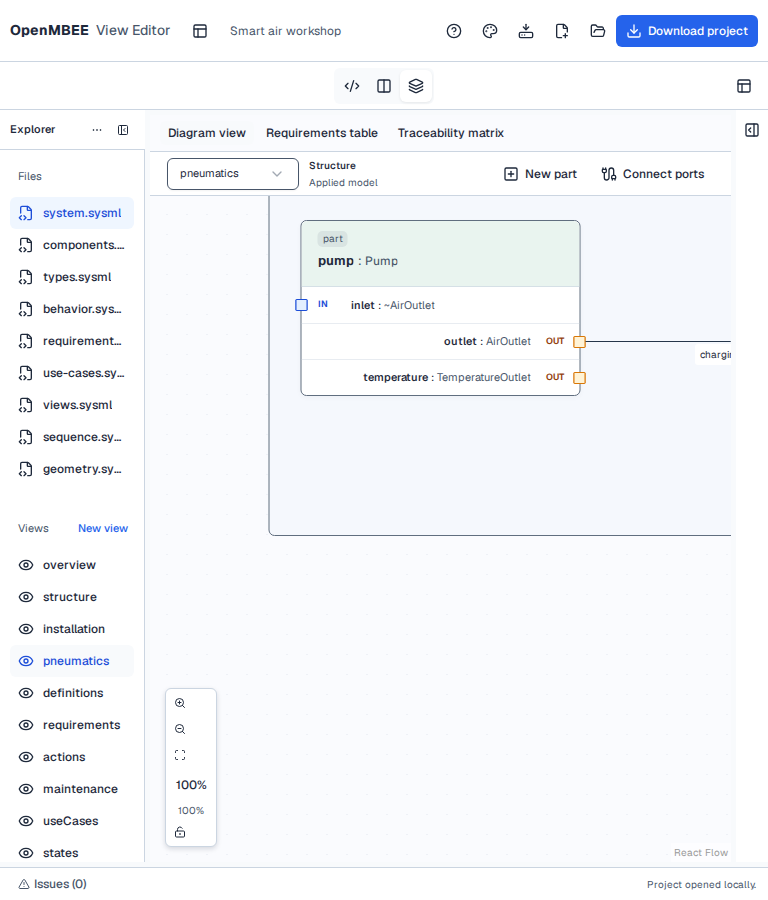 OpenMBEE View Editor
Smart air workshop
Download project
Explorer
Files
system.sysml
components....
types.sysml
behavior.sys...
requirement...
use-cases.sy...
views.sysml
sequence.sy...
geometry.sy...
Views New view
overview
structure
installation
pneumatics
definitions
requirements
actions
maintenance
useCases
states
Diagram view Requirements table Traceability matrix
pneumatics
Structure
Applied model
New part Connect ports
part
pump : Pump
IN inlet : ~AirOutlet
outlet : AirOutlet OUT
temperature : TemperatureOutlet OUT
100%
100%
React Flow
Issues (0)
Project opened locally.